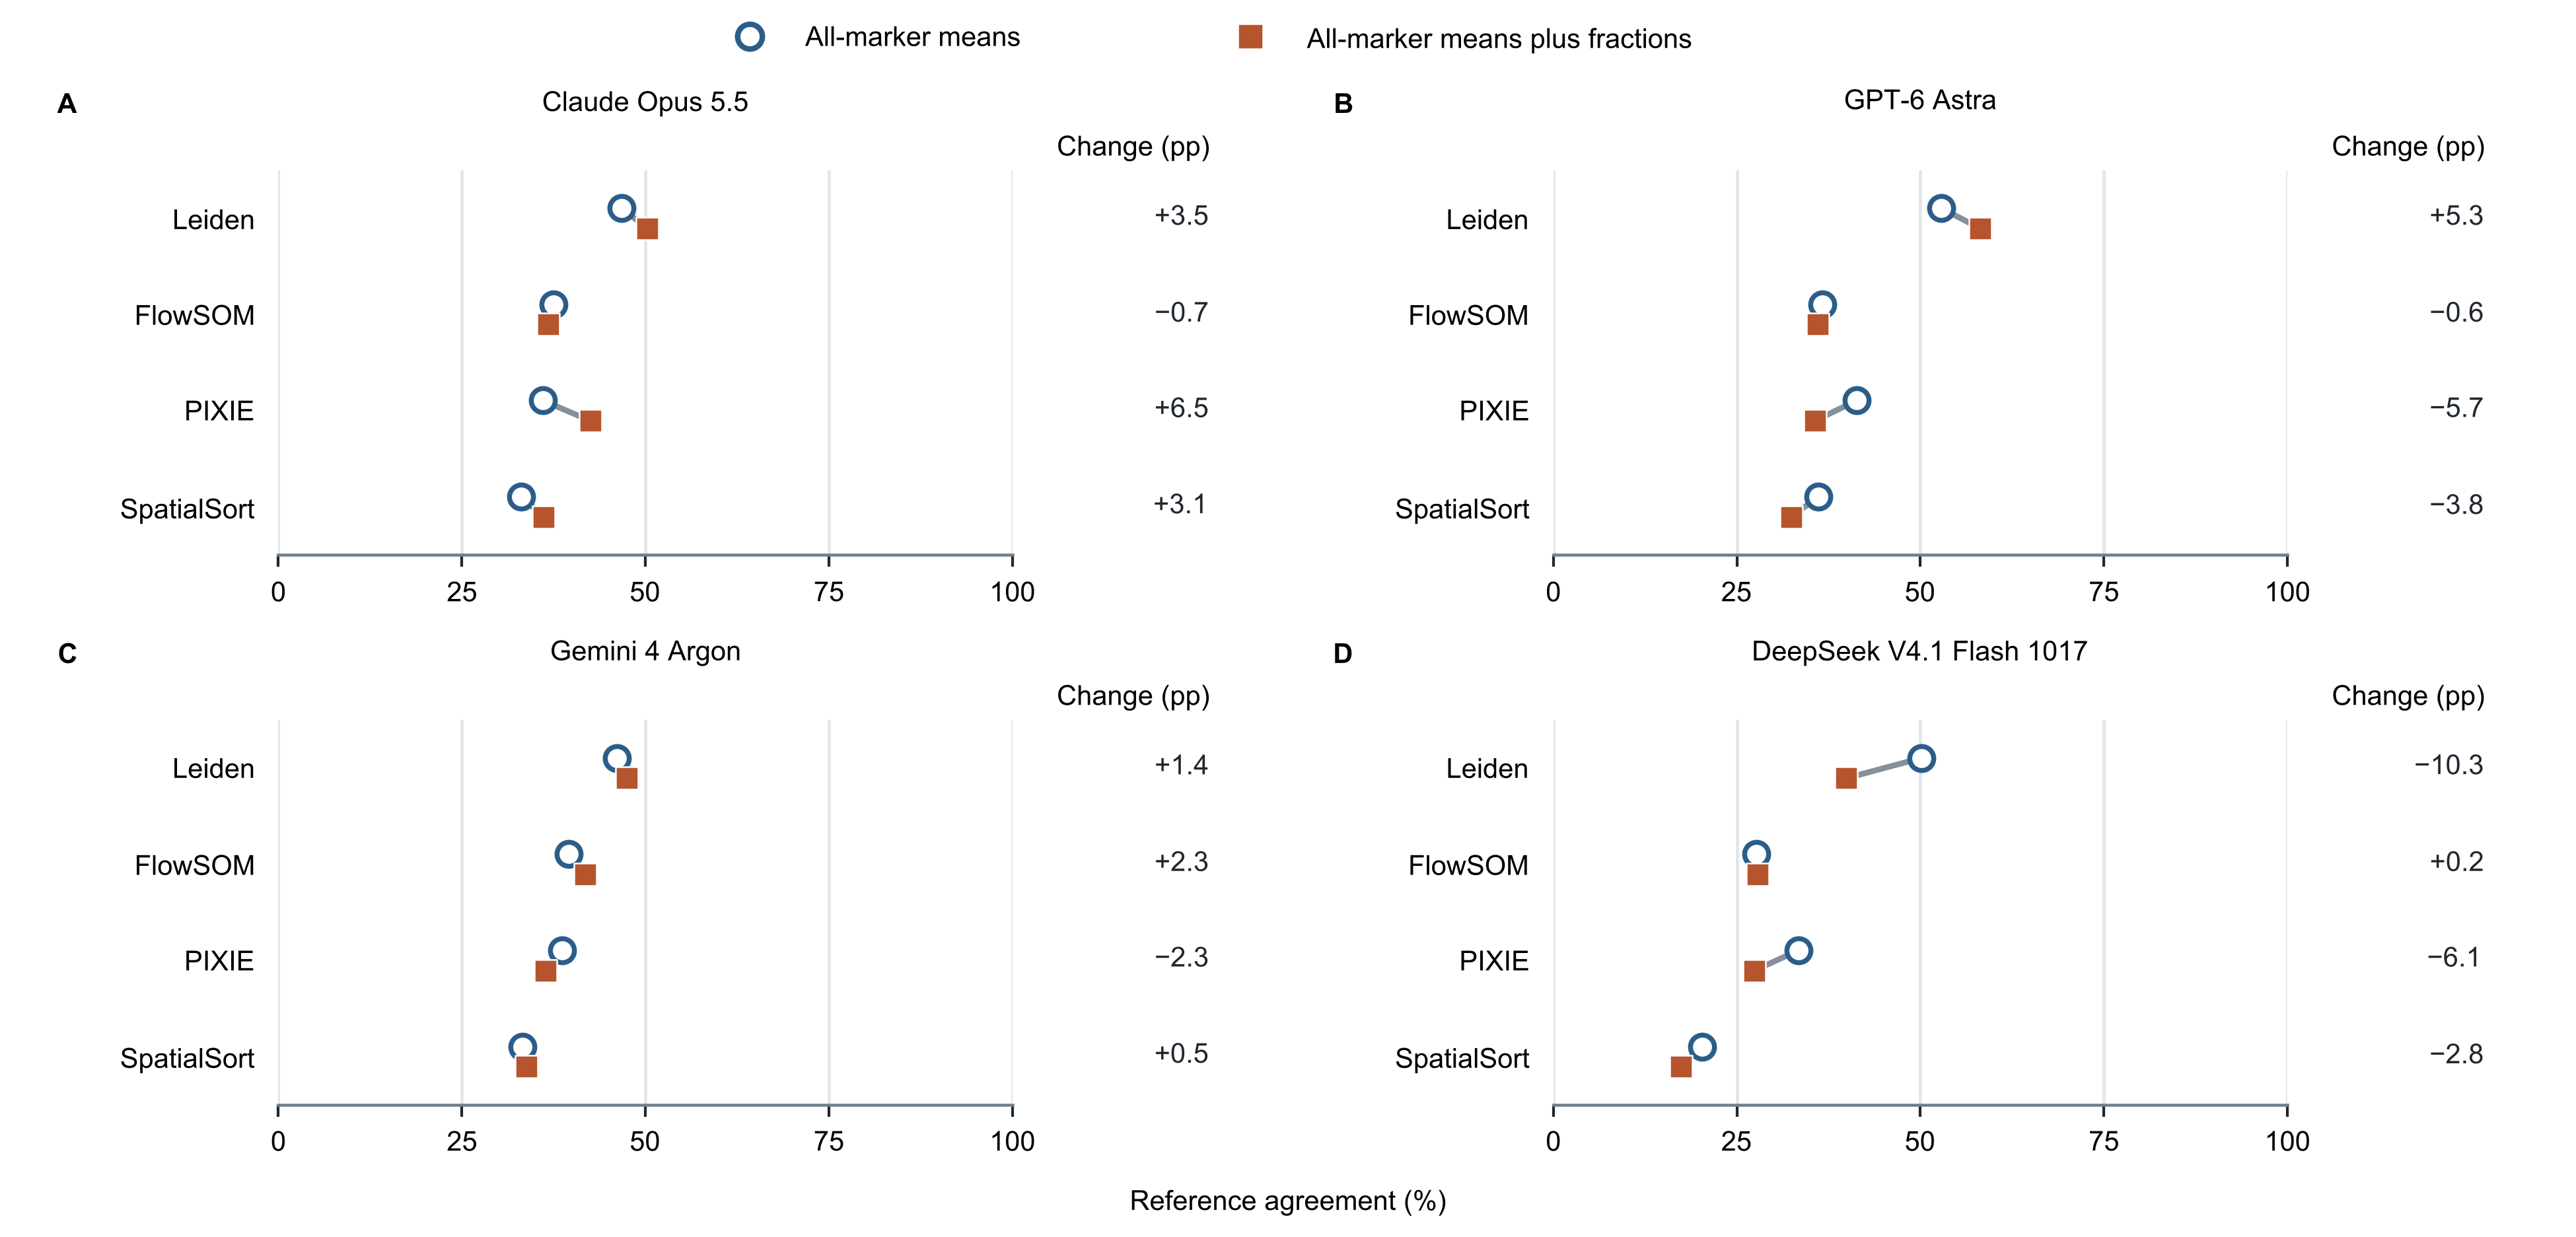 All-marker means
All-marker means plus fractions
A
Claude Opus 5.5
Change (pp)
Leiden
+3.5
FlowSOM
−0.7
PIXIE
+6.5
SpatialSort
+3.1
0 25 50 75 100
B
GPT-6 Astra
Change (pp)
Leiden
+5.3
FlowSOM
−0.6
PIXIE
−5.7
SpatialSort
−3.8
0 25 50 75 100
C
Gemini 4 Argon
Change (pp)
Leiden
+1.4
FlowSOM
+2.3
PIXIE
−2.3
SpatialSort
+0.5
0 25 50 75 100
D
DeepSeek V4.1 Flash 1017
Change (pp)
Leiden
−10.3
FlowSOM
+0.2
PIXIE
−6.1
SpatialSort
−2.8
0 25 50 75 100
Reference agreement (%)